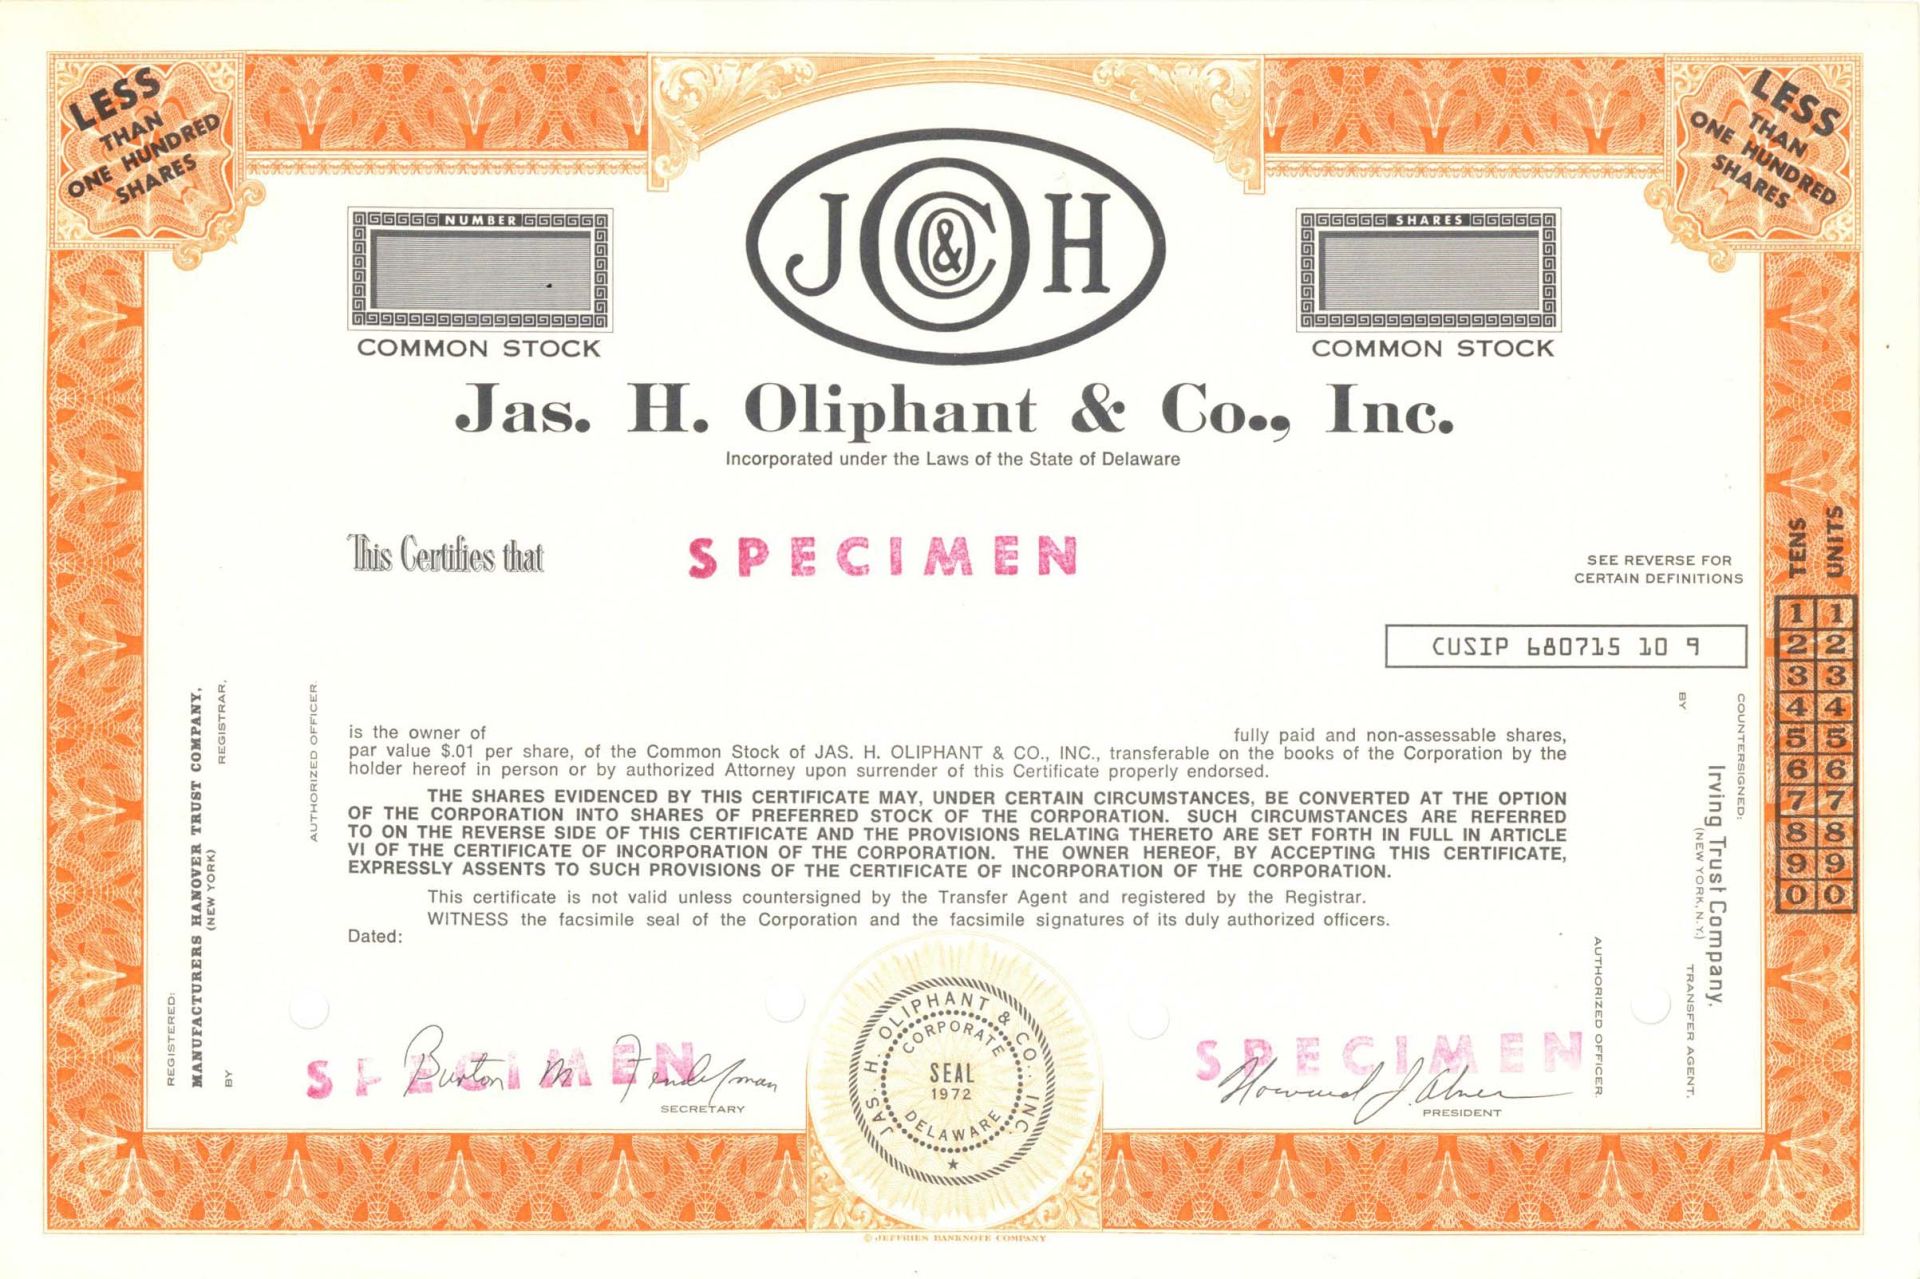 LESS
THAN
ONE HUNDRED
SHARES
LESS
THAN
ONE HUNDRED
SHARES
NUMBER
COMMON STOCK
J O C & H
SHARES
COMMON STOCK
Jas. H. Oliphant & Co., Inc.
Incorporated under the Laws of the State of Delaware
This Certifies that
SPECIMEN
SEE REVERSE FOR
CERTAIN DEFINITIONS
CUSIP 680715 10 9
TENS UNITS
1 1
2 2
3 3
4 4
5 5
6 6
7 7
8 8
9 9
0 0
is the owner of fully paid and non-assessable shares,
par value $.01 per share, of the Common Stock of JAS. H. OLIPHANT & CO., INC., transferable on the books of the Corporation by the
holder hereof in person or by authorized Attorney upon surrender of this Certificate properly endorsed.
THE SHARES EVIDENCED BY THIS CERTIFICATE MAY, UNDER CERTAIN CIRCUMSTANCES, BE CONVERTED AT THE OPTION
OF THE CORPORATION INTO SHARES OF PREFERRED STOCK OF THE CORPORATION. SUCH CIRCUMSTANCES ARE REFERRED
TO ON THE REVERSE SIDE OF THIS CERTIFICATE AND THE PROVISIONS RELATING THERETO ARE SET FORTH IN FULL IN ARTICLE
VI OF THE CERTIFICATE OF INCORPORATION OF THE CORPORATION. THE OWNER HEREOF, BY ACCEPTING THIS CERTIFICATE,
EXPRESSLY ASSENTS TO SUCH PROVISIONS OF THE CERTIFICATE OF INCORPORATION OF THE CORPORATION.
This certificate is not valid unless countersigned by the Transfer Agent and registered by the Registrar.
WITNESS the facsimile seal of the Corporation and the facsimile signatures of its duly authorized officers.
Dated:
REGISTERED:
MANUFACTURERS HANOVER TRUST COMPANY,
(NEW YORK)
REGISTRAR,
BY
AUTHORIZED OFFICER.
COUNTERSIGNED:
Irving Trust Company,
(NEW YORK, N.Y.)
TRANSFER AGENT.
BY
AUTHORIZED OFFICER.
SPECIMEN
Burton M
SECRETARY
JAS. H. OLIPHANT & CO., INC.
CORPORATE
SEAL
1972
DELAWARE
SPECIMEN
Howard J.
PRESIDENT
© JEFFRIES BANKNOTE COMPANY